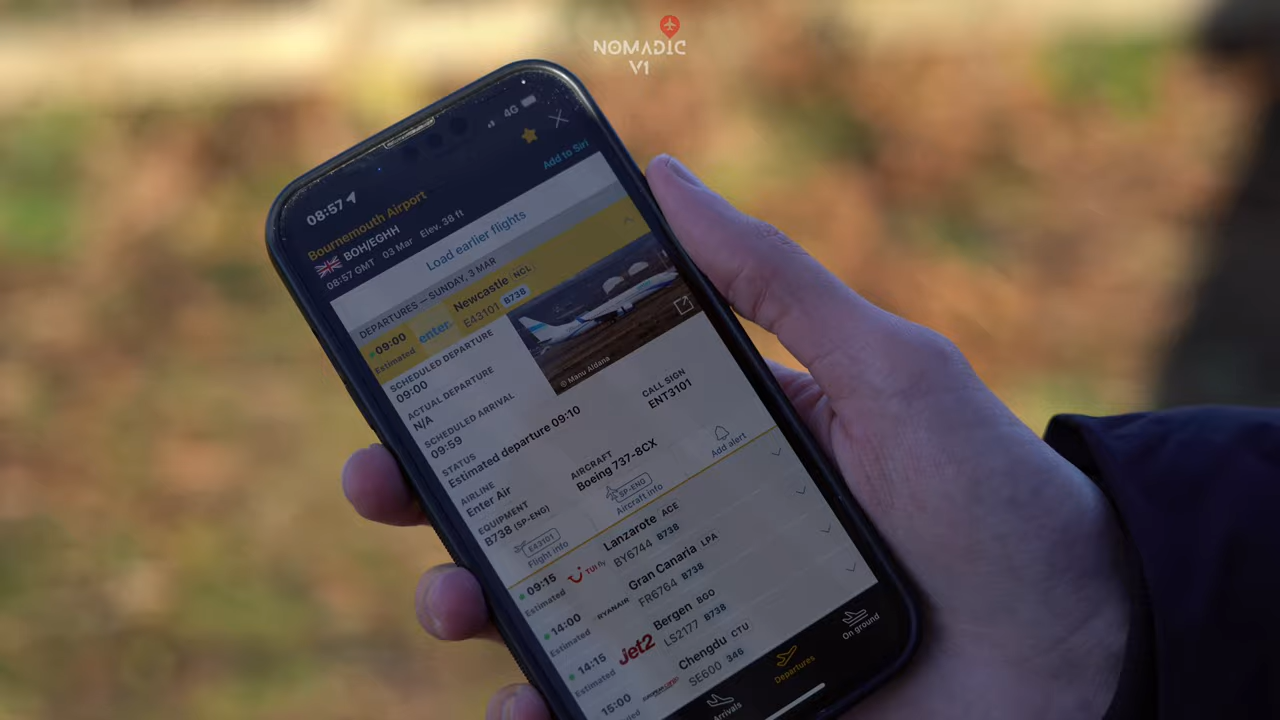 NOMADIC
V1
4G
08:57
Add to Siri
Bournemouth Airport
BOH/EGHH
08:57 GMT 03 Mar Elev. 38 ft
Load earlier flights
DEPARTURES — SUNDAY, 3 MAR
09:00
Estimated
enter
Newcastle NCL
E43101 B738
© Manu Aldana
SCHEDULED DEPARTURE
09:00
ACTUAL DEPARTURE
N/A
SCHEDULED ARRIVAL
09:59
STATUS
Estimated departure 09:10
CALL SIGN
ENT3101
AIRLINE
Enter Air
AIRCRAFT
Boeing 737-8CX
EQUIPMENT
B738 (SP-ENG)
E43101
Flight info
SP-ENG
Aircraft info
Add alert
09:15
Estimated
TUI fly
Lanzarote ACE
BY6744 B738
14:00
Estimated
RYANAIR
Gran Canaria LPA
FR6764 B738
14:15
Estimated
Jet2
Bergen BGO
LS2177 B738
15:00
Chengdu CTU
SE600 346
Arrivals
Departures
On ground